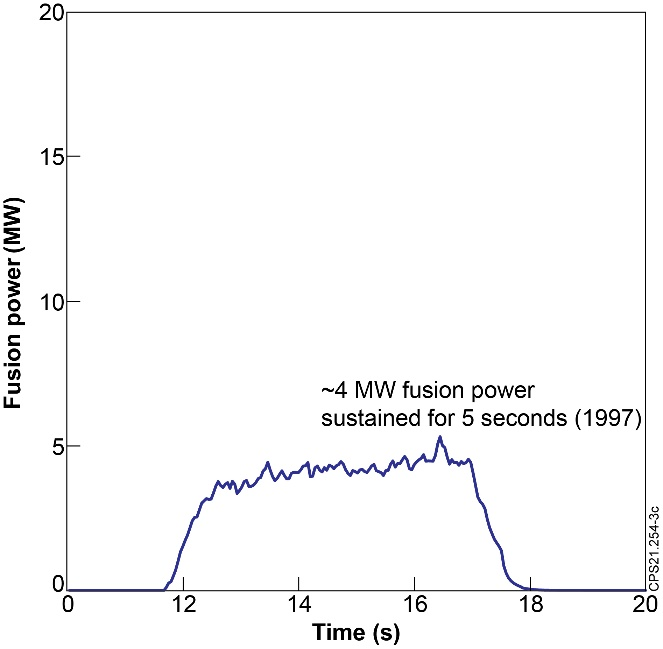 20
15
10
5
0
Fusion power (MW)
~4 MW fusion power
sustained for 5 seconds (1997)
CPS21.254-3c
0 12 14 16 18 20
Time (s)